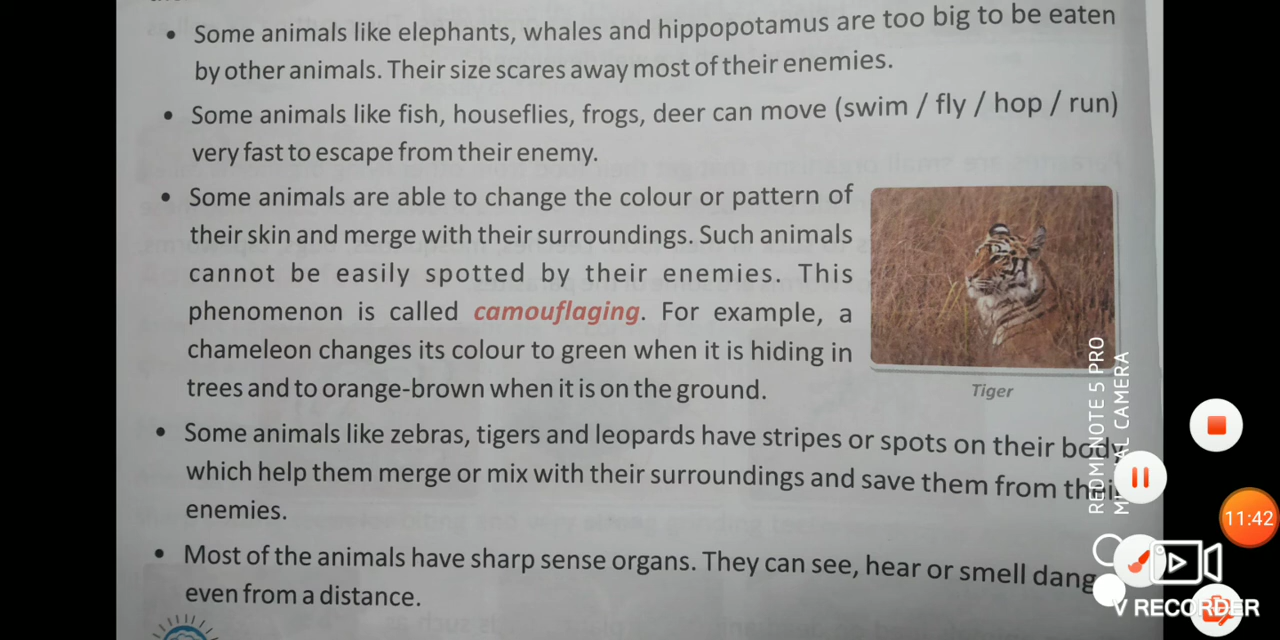 • Some animals like elephants, whales and hippopotamus are too big to be eaten
by other animals. Their size scares away most of their enemies.
• Some animals like fish, houseflies, frogs, deer can move (swim / fly / hop / run)
very fast to escape from their enemy.
• Some animals are able to change the colour or pattern of
their skin and merge with their surroundings. Such animals
cannot be easily spotted by their enemies. This
phenomenon is called camouflaging. For example, a
chameleon changes its colour to green when it is hiding in
trees and to orange-brown when it is on the ground.
Tiger
• Some animals like zebras, tigers and leopards have stripes or spots on their body
which help them merge or mix with their surroundings and save them from their
enemies.
• Most of the animals have sharp sense organs. They can see, hear or smell dang
even from a distance.
REDMI NOTE 5 PRO
CAMERA
11:42
V RECORDER